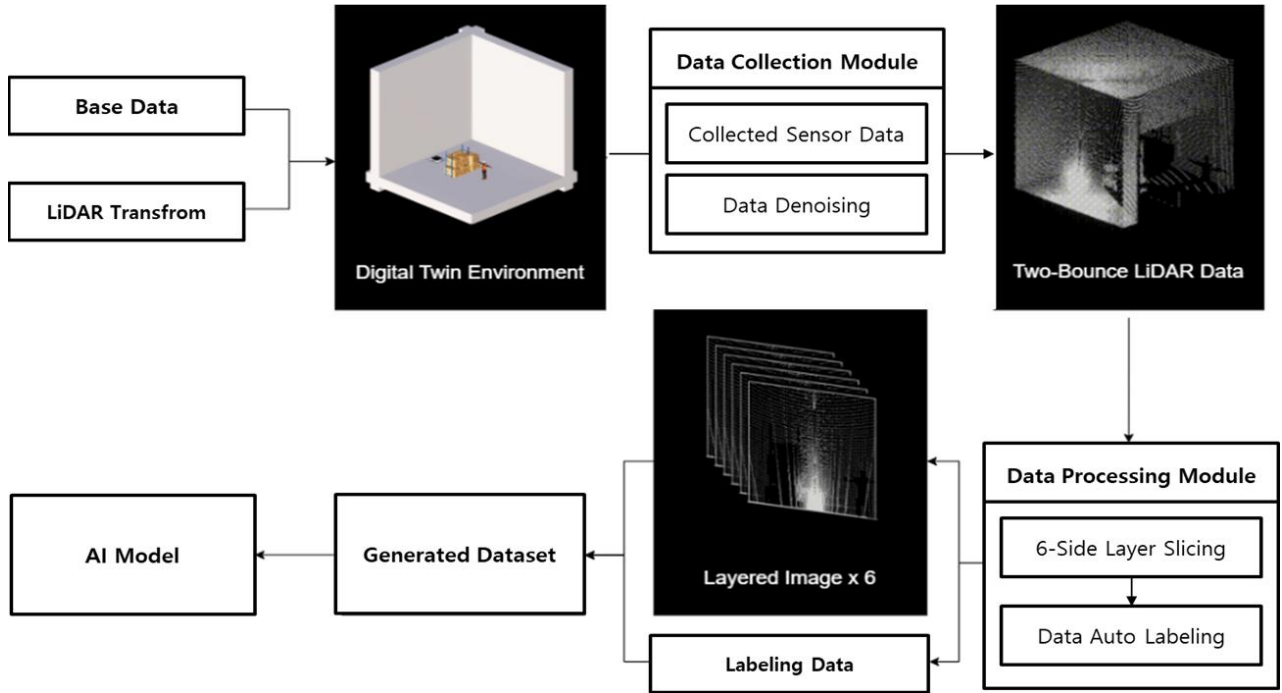 Base Data
LiDAR Transfrom
Digital Twin Environment
Data Collection Module
Collected Sensor Data
Data Denoising
Two-Bounce LiDAR Data
Data Processing Module
6-Side Layer Slicing
Data Auto Labeling
Layered Image x 6
Labeling Data
Generated Dataset
AI Model